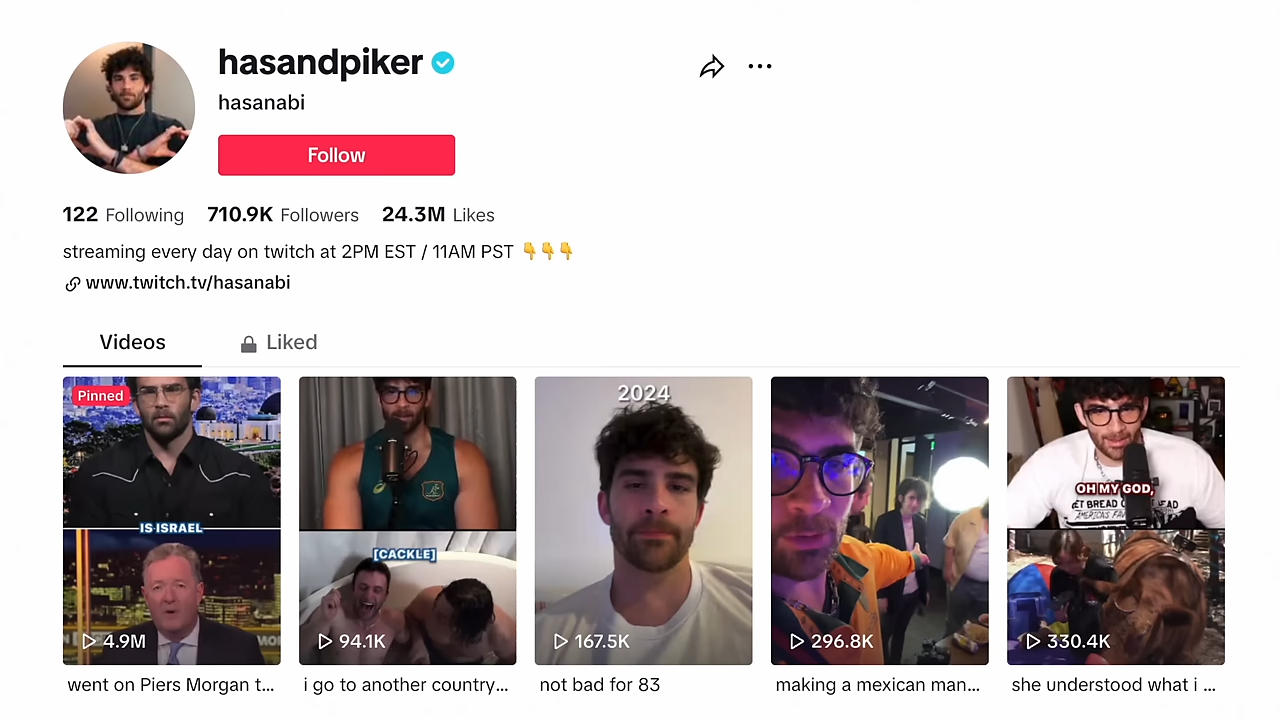 hasandpiker
hasanabi
Follow
122 Following 710.9K Followers 24.3M Likes
streaming every day on twitch at 2PM EST / 11AM PST 👇👇👇
www.twitch.tv/hasanabi
Videos Liked
Pinned
IS ISRAEL
4.9M
went on Piers Morgan t...
[CACKLE]
94.1K
i go to another country...
2024
167.5K
not bad for 83
296.8K
making a mexican man...
OH MY GOD,
330.4K
she understood what i ...